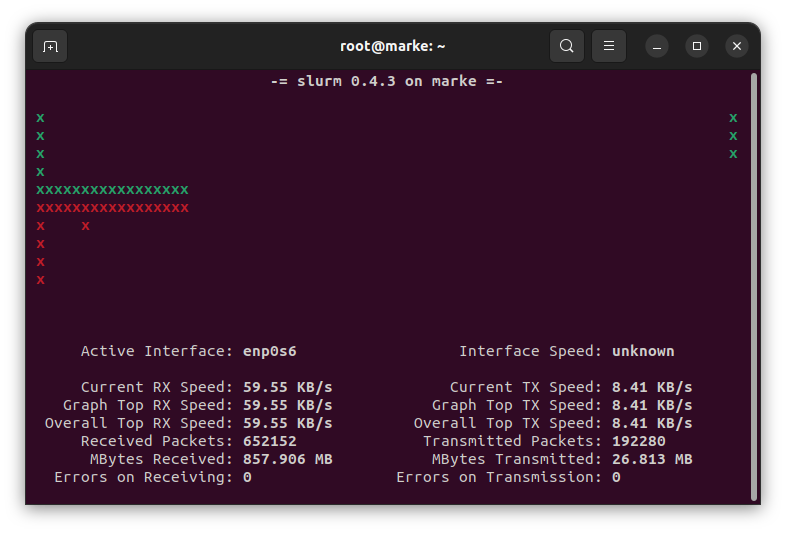 root@marke: ~
-= slurm 0.4.3 on marke =-
x x
x x
x x
x
xxxxxxxxxxxxxxxxx
xxxxxxxxxxxxxxxxx
x x
x
x
x
Active Interface: enp0s6 Interface Speed: unknown
Current RX Speed: 59.55 KB/s Current TX Speed: 8.41 KB/s
Graph Top RX Speed: 59.55 KB/s Graph Top TX Speed: 8.41 KB/s
Overall Top RX Speed: 59.55 KB/s Overall Top TX Speed: 8.41 KB/s
Received Packets: 652152 Transmitted Packets: 192280
MBytes Received: 857.906 MB MBytes Transmitted: 26.813 MB
Errors on Receiving: 0 Errors on Transmission: 0